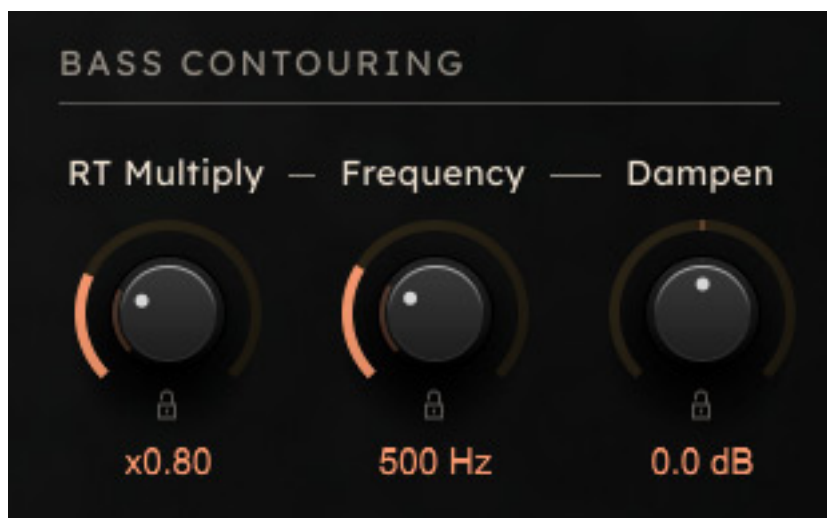 BASS CONTOURING
RT Multiply — Frequency — Dampen
x0.80 500 Hz 0.0 dB